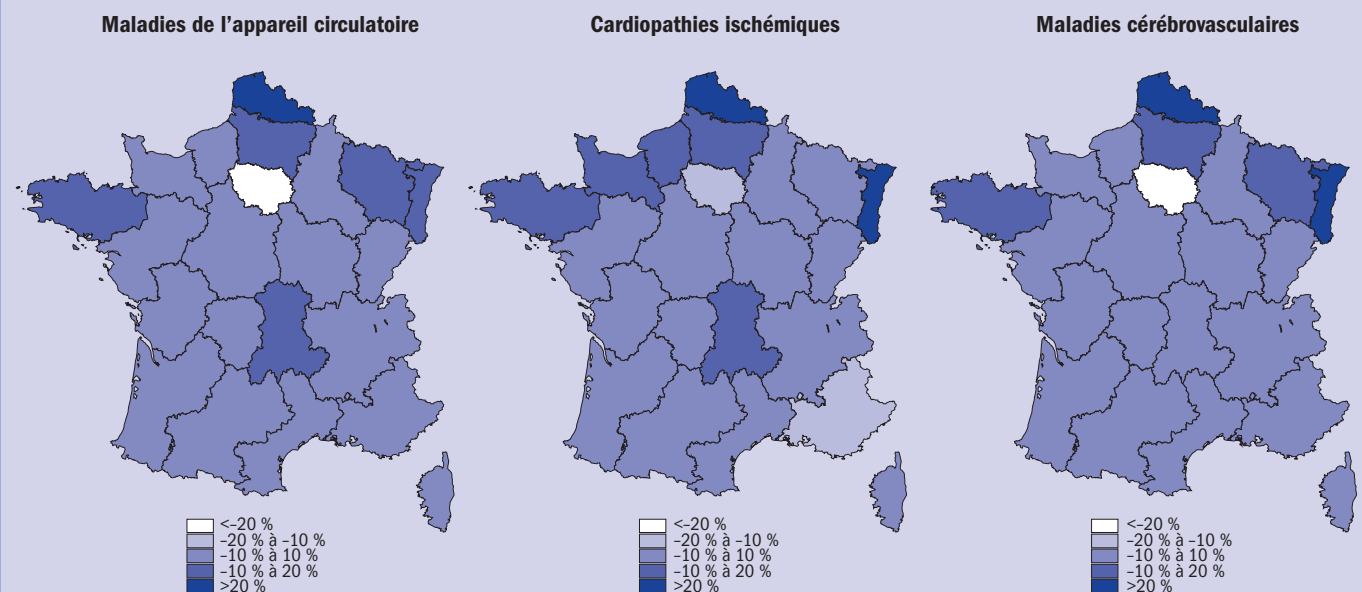 Maladies de l'appareil circulatoire
<-20 %
-20 % à -10 %
-10 % à 10 %
-10 % à 20 %
>20 %
Cardiopathies ischémiques
<-20 %
-20 % à -10 %
-10 % à 10 %
-10 % à 20 %
>20 %
Maladies cérébrovasculaires
<-20 %
-20 % à -10 %
-10 % à 10 %
-10 % à 20 %
>20 %